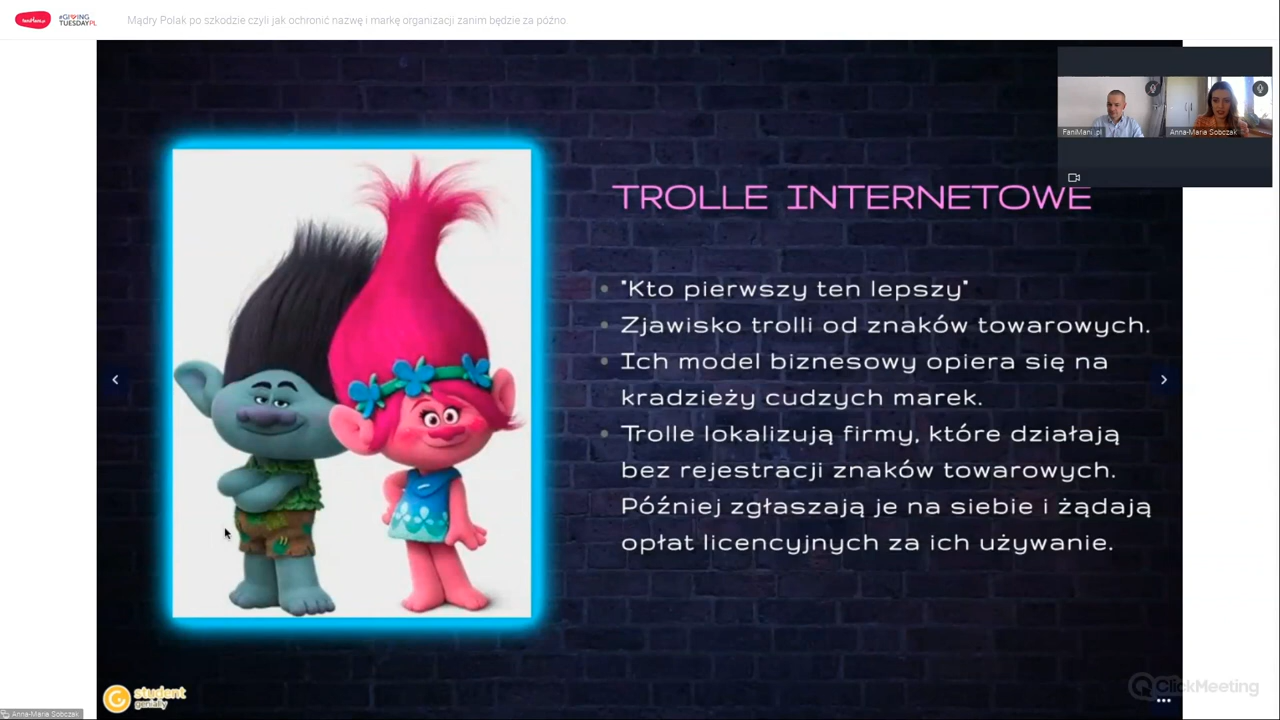 FaniMani.pl
#GIVING
TUESDAYPL
Mądry Polak po szkodzie czyli jak ochronić nazwę i markę organizacji zanim będzie za późno
FaniMani .pl
Anna-Maria Sobczak
TROLLE INTERNETOWE
"Kto pierwszy ten lepszy"
Zjawisko trolli od znaków towarowych.
Ich model biznesowy opiera się na
kradzieży cudzych marek.
Trolle lokalizują firmy, które działają
bez rejestracji znaków towarowych.
Później zgłaszają je na siebie i żądają
opłat licencyjnych za ich używanie.
student
genially
ClickMeeting
Anna-Maria Sobczak